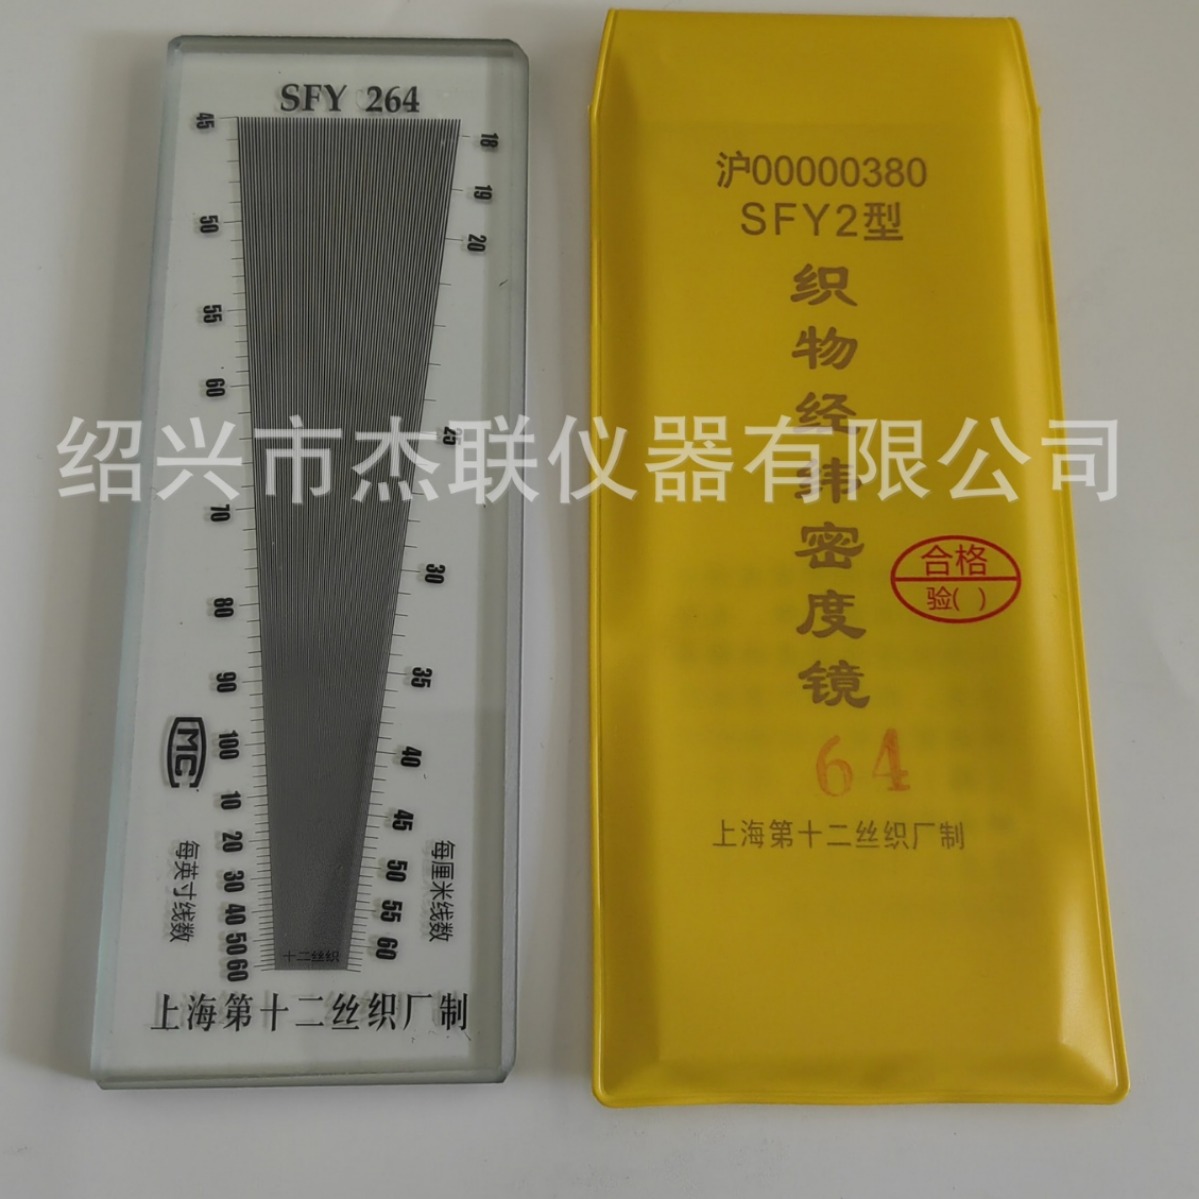 SFY 264
45
50
55
60
70
80
90
100
10
20
30
40
50
60
18
19
20
25
30
35
40
45
50
55
60
MC
每英寸线数
每厘米线数
十二丝织
上海第十二丝织厂制
沪00000380
SFY2型
织物经纬密度镜
合格
验( )
64
上海第十二丝织厂制
绍兴市杰联仪器有限公司